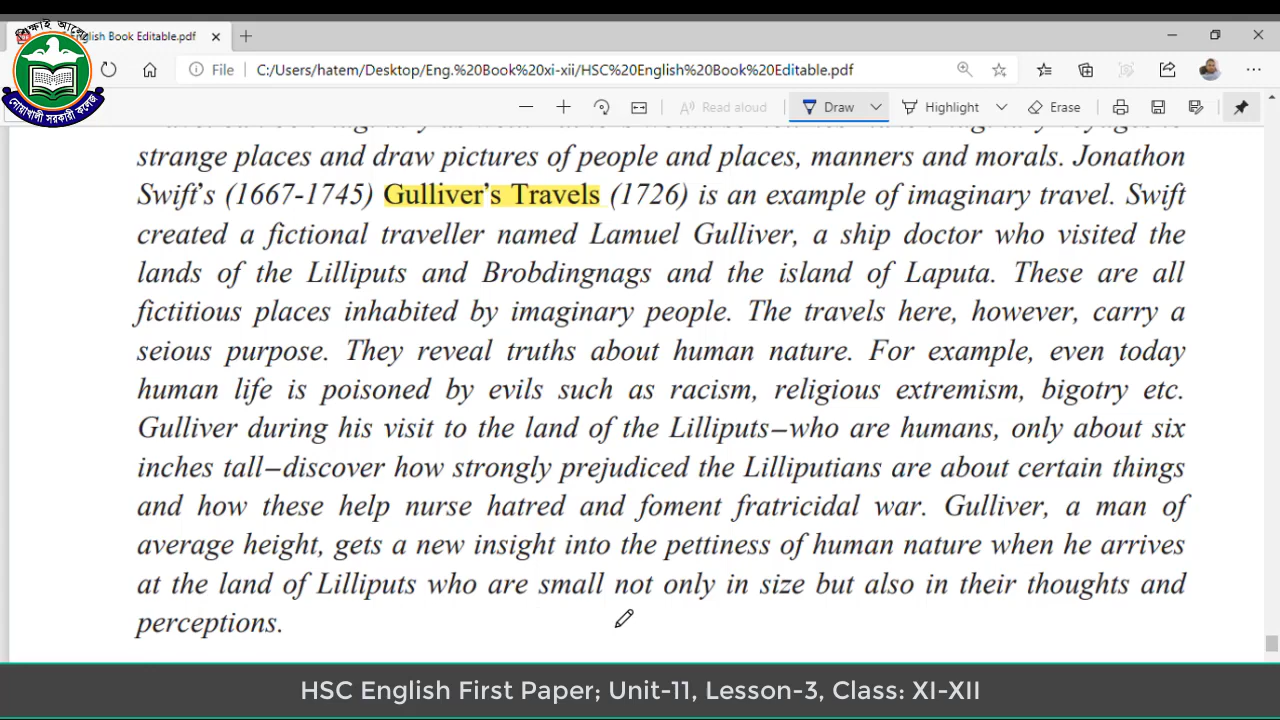 শিক্ষাই আলো
নোয়াখালী সরকারী কলেজ
English Book Editable.pdf
File C:/Users/hatem/Desktop/Eng.%20Book%20xi-xii/HSC%20English%20Book%20Editable.pdf
Read aloud Draw Highlight Erase
strange places and draw pictures of people and places, manners and morals. Jonathon
Swift's (1667-1745) Gulliver's Travels (1726) is an example of imaginary travel. Swift
created a fictional traveller named Lamuel Gulliver, a ship doctor who visited the
lands of the Lilliputs and Brobdingnags and the island of Laputa. These are all
fictitious places inhabited by imaginary people. The travels here, however, carry a
seious purpose. They reveal truths about human nature. For example, even today
human life is poisoned by evils such as racism, religious extremism, bigotry etc.
Gulliver during his visit to the land of the Lilliputs–who are humans, only about six
inches tall–discover how strongly prejudiced the Lilliputians are about certain things
and how these help nurse hatred and foment fratricidal war. Gulliver, a man of
average height, gets a new insight into the pettiness of human nature when he arrives
at the land of Lilliputs who are small not only in size but also in their thoughts and
perceptions.
HSC English First Paper; Unit-11, Lesson-3, Class: XI-XII